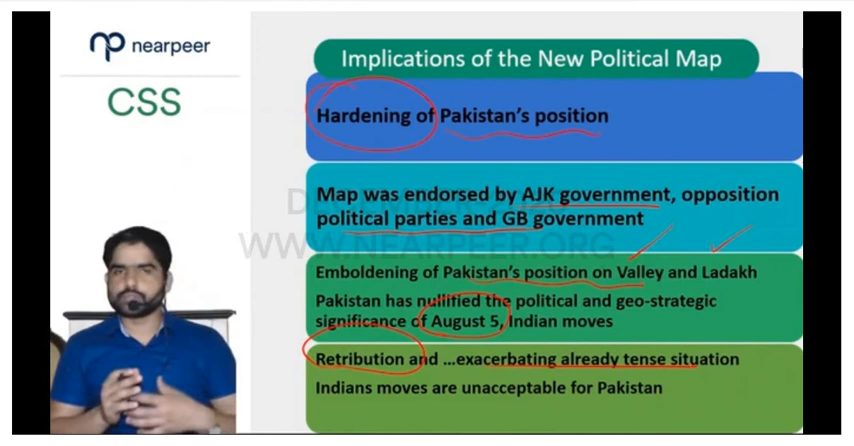 np nearpeer
CSS
Implications of the New Political Map
Hardening of Pakistan's position
Map was endorsed by AJK government, opposition
political parties and GB government
Emboldening of Pakistan's position on Valley and Ladakh
Pakistan has nullified the political and geo-strategic
significance of August 5, Indian moves
Retribution and ...exacerbating already tense situation
Indians moves are unacceptable for Pakistan
WWW.NEARPEER.ORG